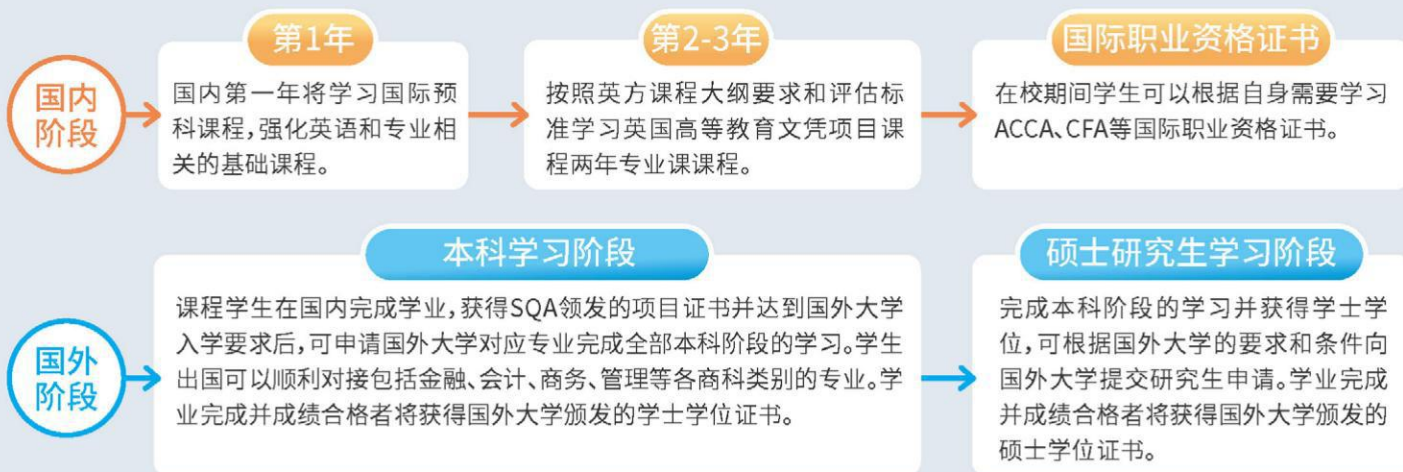 国内
阶段
第1年
国内第一年将学习国际预
科课程,强化英语和专业相
关的基础课程。
第2-3年
按照英方课程大纲要求和评估标
准学习英国高等教育文凭项目课
程两年专业课课程。
国际职业资格证书
在校期间学生可以根据自身需要学习
ACCA、CFA等国际职业资格证书。
国外
阶段
本科学习阶段
课程学生在国内完成学业,获得SQA领发的项目证书并达到国外大学
入学要求后,可申请国外大学对应专业完成全部本科阶段的学习。学生
出国可以顺利对接包括金融、会计、商务、管理等各商科类别的专业。学
业完成并成绩合格者将获得国外大学颁发的学士学位证书。
硕士研究生学习阶段
完成本科阶段的学习并获得学士学
位,可根据国外大学的要求和条件向
国外大学提交研究生申请。学业完成
并成绩合格者将获得国外大学颁发的
硕士学位证书。